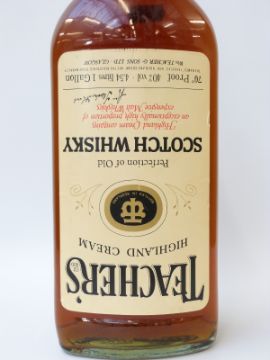 TEACHER'S
HIGHLAND CREAM
Perfection of Old
SCOTCH WHISKY
Highland Cream contains
an exceptionally high proportion of
expensive Malt Whiskies
70° Proof 40% vol · 4.54 litres 1 Gallon
Wm TEACHER & SONS LTD GLASGOW